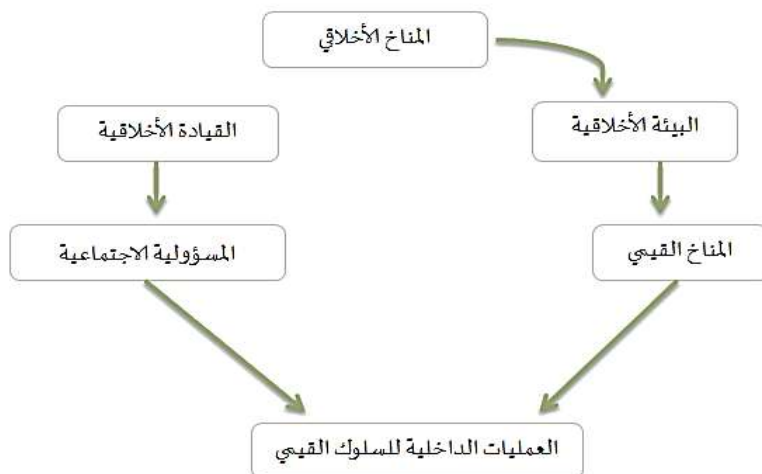 المناخ الأخلاقي
البيئة الأخلاقية
القيادة الأخلاقية
المناخ القيمي
المسؤولية الاجتماعية
العمليات الداخلية للسلوك القيمي